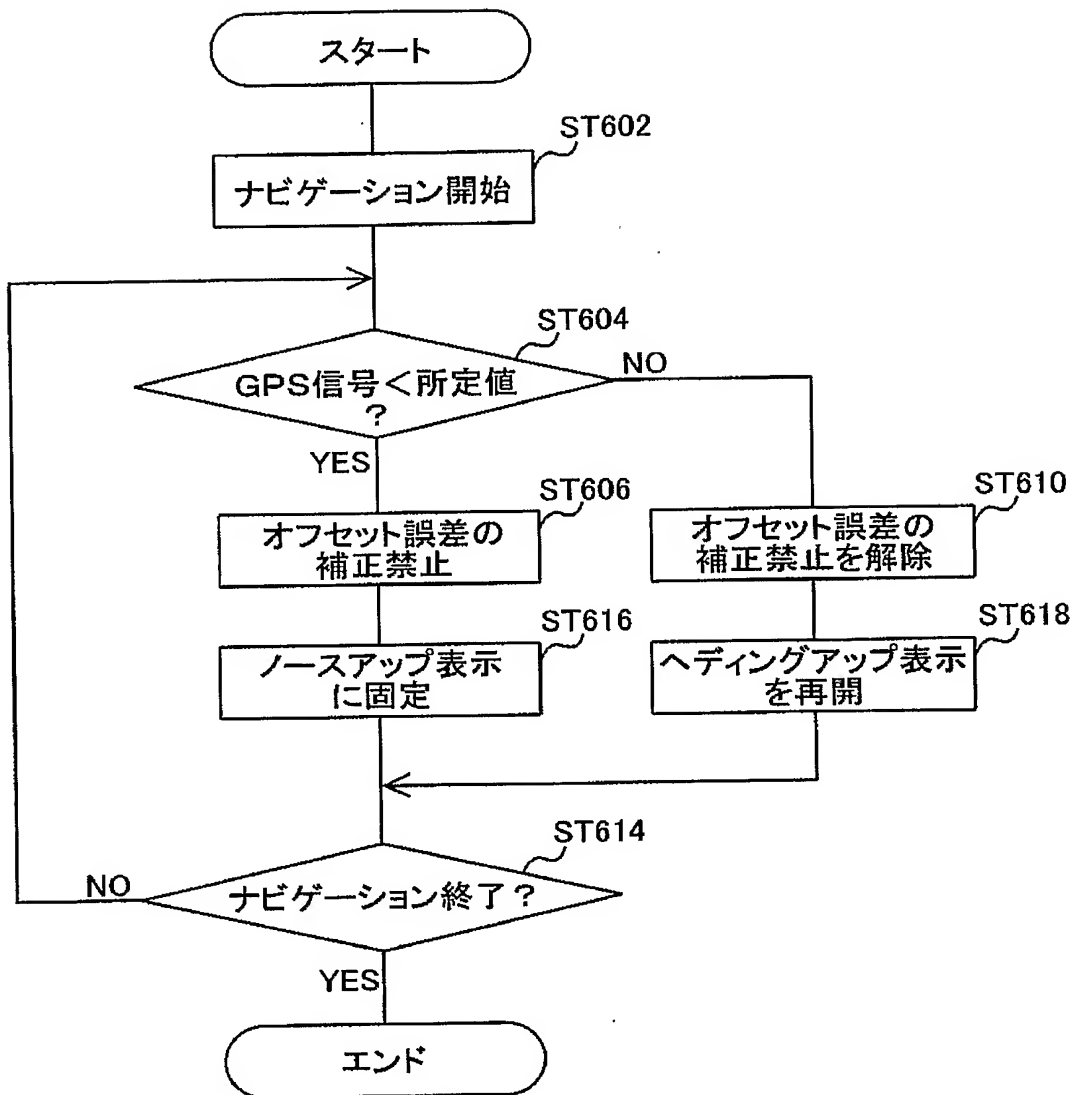 スタート
ST602
ナビゲーション開始
ST604
GPS信号<所定値
?
NO
YES
ST606
オフセット誤差の
補正禁止
ST610
オフセット誤差の
補正禁止を解除
ST616
ノースアップ表示
に固定
ST618
ヘディングアップ表示
を再開
ST614
ナビゲーション終了?
NO
YES
エンド